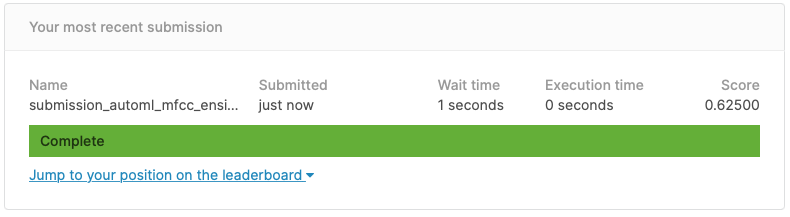 Your most recent submission
Name Submitted Wait time Execution time Score
submission_automl_mfcc_ensi... just now 1 seconds 0 seconds 0.62500
Complete
Jump to your position on the leaderboard